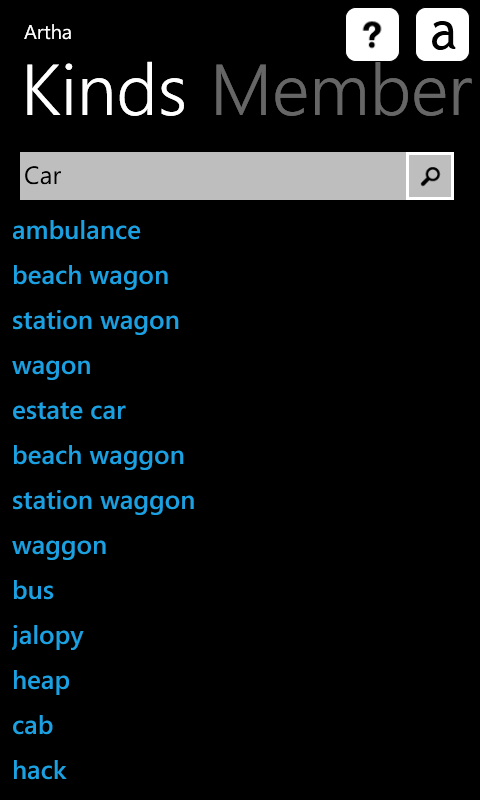 Artha
? a
Kinds Member
Car
ambulance
beach wagon
station wagon
wagon
estate car
beach waggon
station waggon
waggon
bus
jalopy
heap
cab
hack